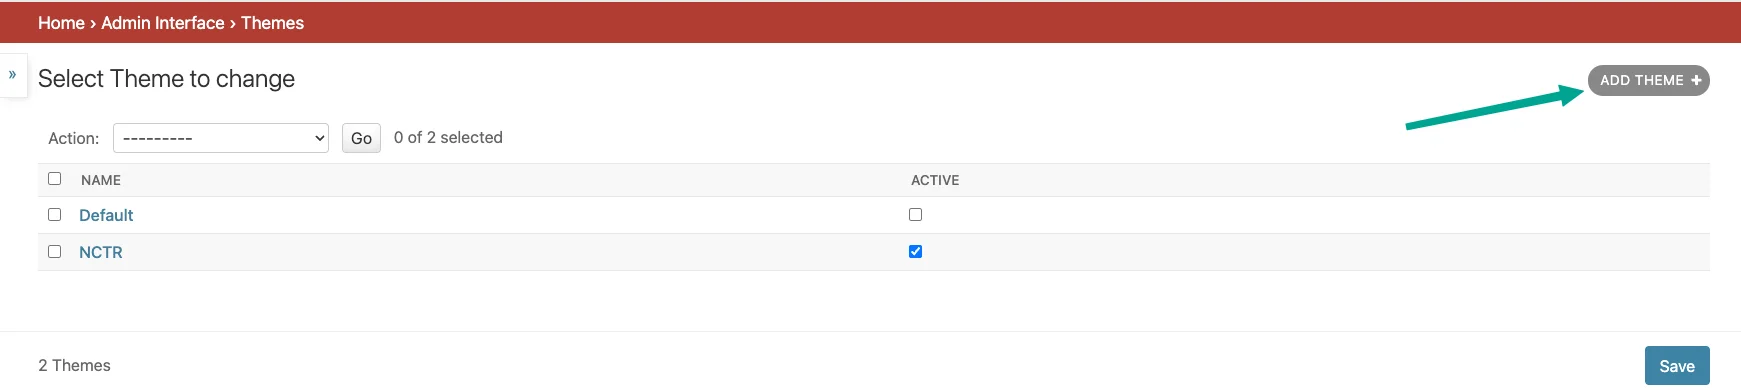 Home › Admin Interface › Themes
»
Select Theme to change
ADD THEME +
Action: --------- Go 0 of 2 selected
NAME ACTIVE
Default
NCTR
2 Themes
Save